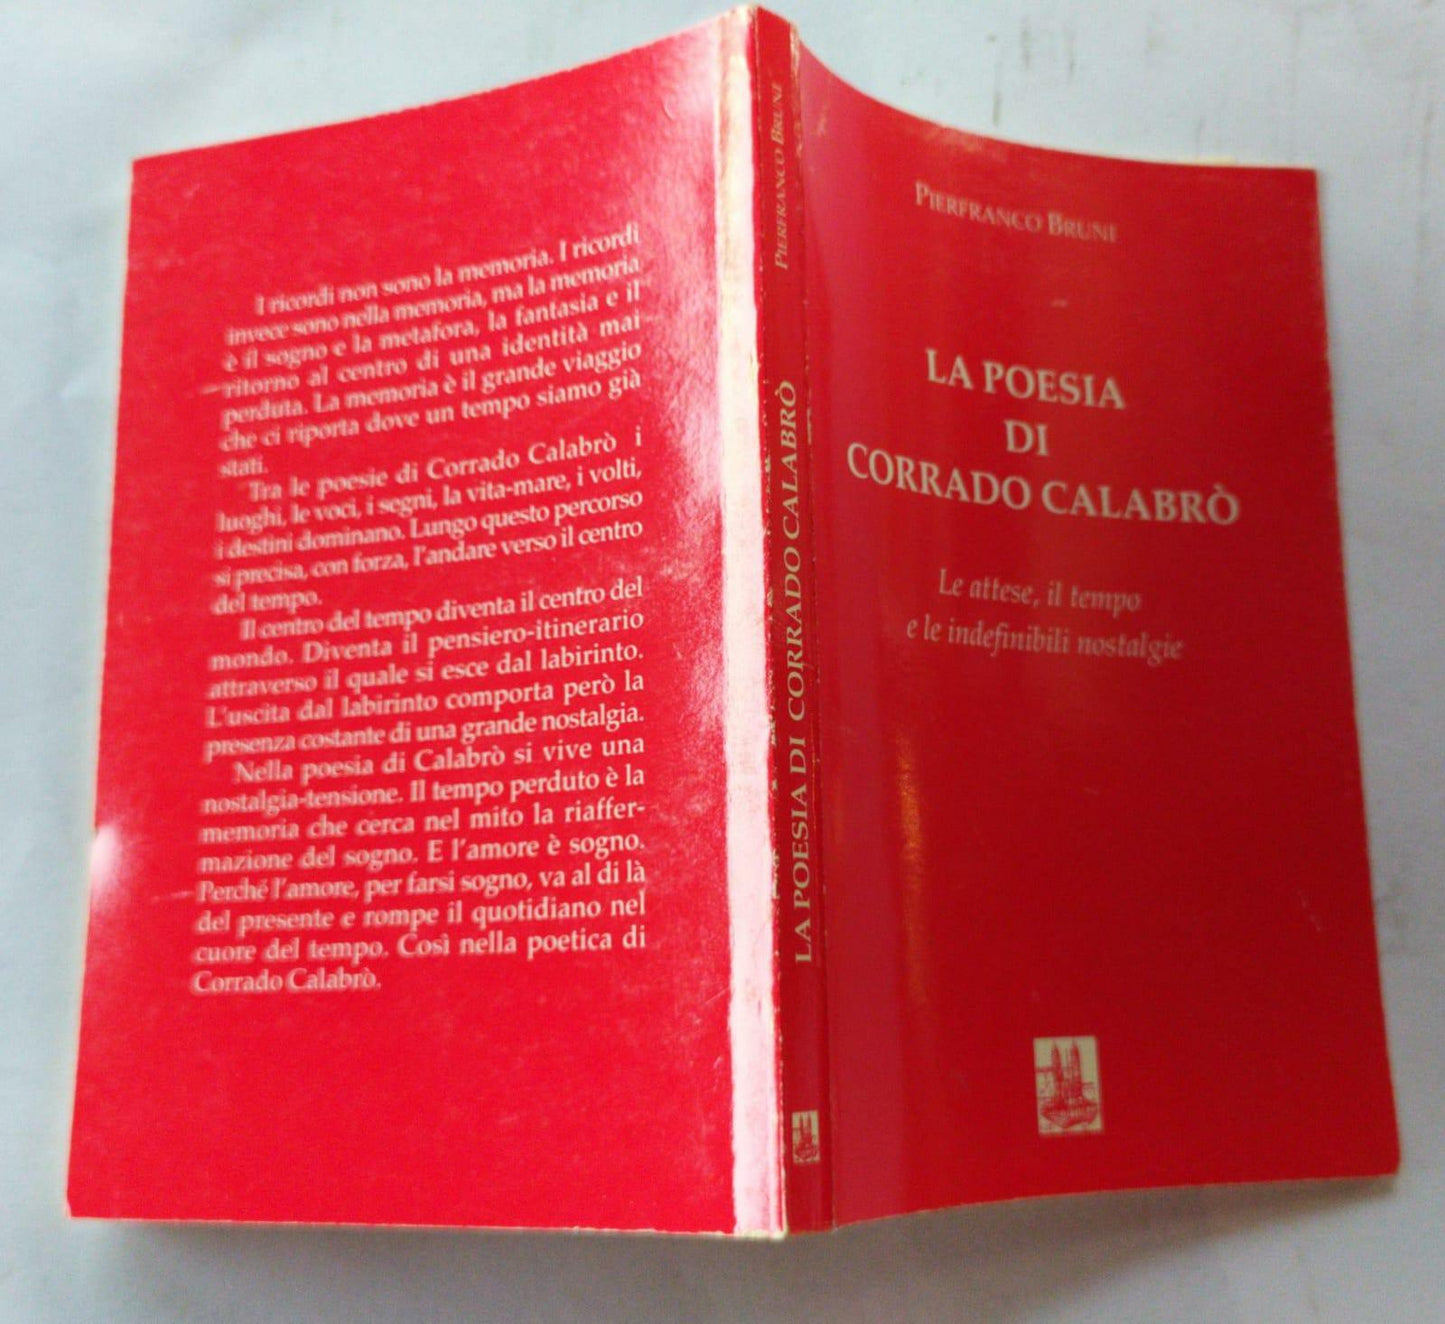 I ricordi non sono la memoria. I ricordi
invece sono nella memoria, ma la memoria
è il sogno e la metafora, la fantasia e il
ritorno al centro di una identità mai
perduta. La memoria è il grande viaggio
che ci riporta dove un tempo siamo già
stati.
Tra le poesie di Corrado Calabrò i
luoghi, le voci, i segni, la vita-mare, i volti,
i destini dominano. Lungo questo percorso
si precisa, con forza, l'andare verso il centro
del tempo.
Il centro del tempo diventa il centro del
mondo. Diventa il pensiero-itinerario
attraverso il quale si esce dal labirinto.
L'uscita dal labirinto comporta però la
presenza costante di una grande nostalgia.
Nella poesia di Calabrò si vive una
nostalgia-tensione. Il tempo perduto è la
memoria che cerca nel mito la riaffer-
mazione del sogno. E l'amore è sogno.
Perché l'amore, per farsi sogno, va al di là
del presente e rompe il quotidiano nel
cuore del tempo. Così nella poetica di
Corrado Calabrò.
PIERFRANCO BRUNI
LA POESIA DI CORRADO CALABRÒ
PIERFRANCO BRUNI
LA POESIA
DI
CORRADO CALABRÒ
Le attese, il tempo
e le indefinibili nostalgie